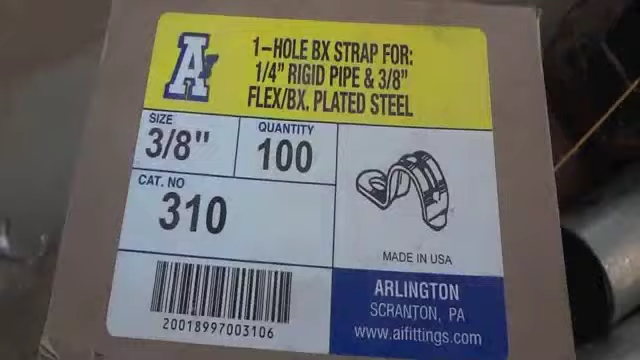 A
1-HOLE BX STRAP FOR:
1/4" RIGID PIPE & 3/8"
FLEX/BX. PLATED STEEL
SIZE
3/8"
QUANTITY
100
CAT. NO
310
MADE IN USA
20018997003106
ARLINGTON
SCRANTON, PA
www.aifittings.com